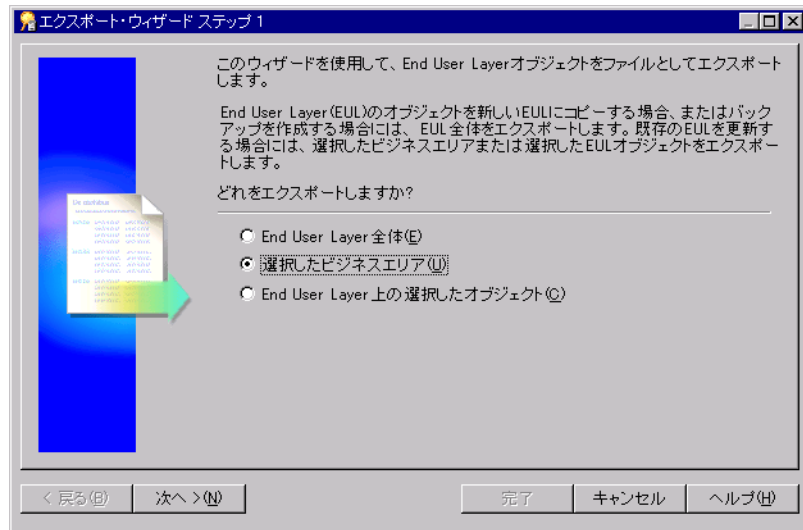 エクスポート・ウィザード ステップ 1
このウィザードを使用して、End User Layerオブジェクトをファイルとしてエクスポート
します。
End User Layer(EUL)のオブジェクトを新しいEULにコピーする場合、またはバック
アップを作成する場合には、EUL全体をエクスポートします。既存のEULを更新す
る場合には、選択したビジネスエリアまたは選択したEULオブジェクトをエクスポー
トします。
どれをエクスポートしますか?
End User Layer 全体(E)
選択したビジネスエリア(U)
End User Layer 上の選択したオブジェクト(C)
< 戻る(B)
次へ >(N)
完了
キャンセル
ヘルプ(H)